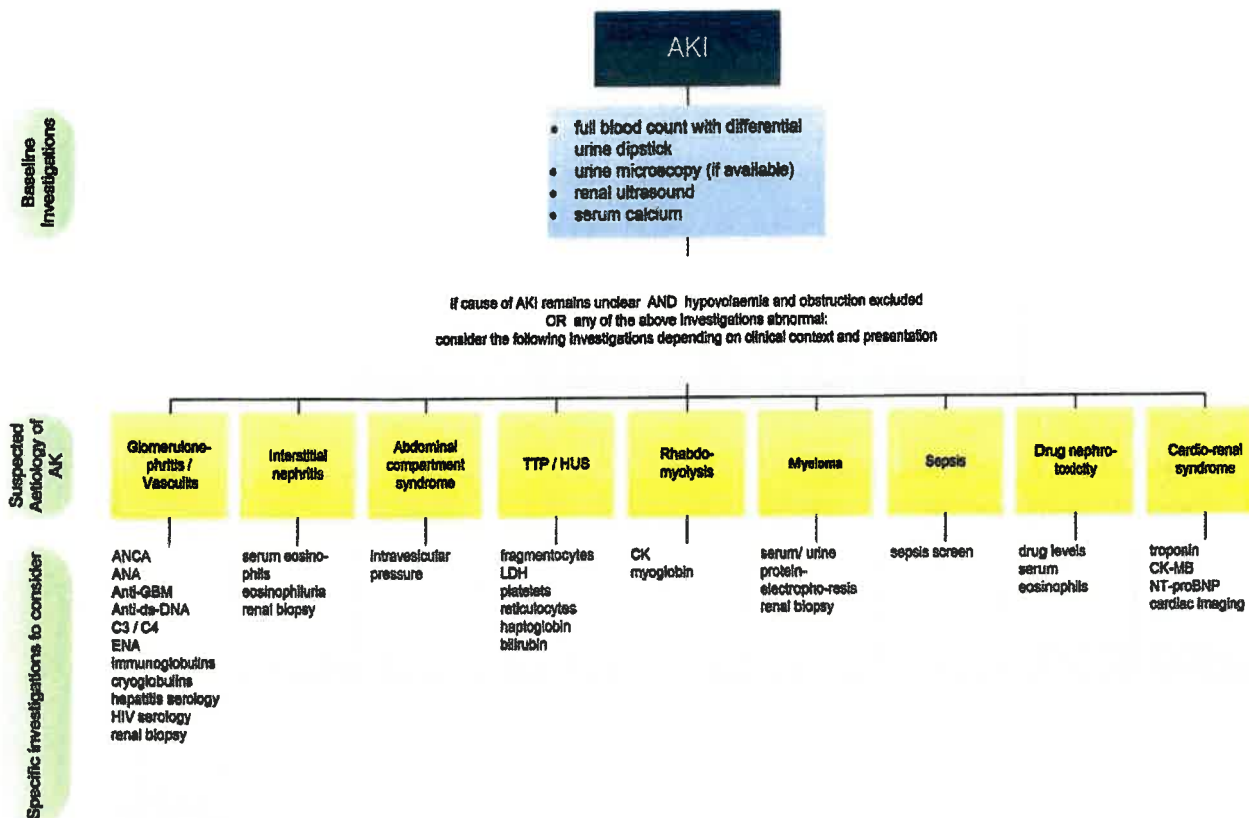 AKI
Baseline
Investigations
• full blood count with differential
urine dipstick
• urine microscopy (if available)
• renal ultrasound
• serum calcium
if cause of AKI remains unclear AND hypovolaemia and obstruction excluded
OR any of the above investigations abnormal:
consider the following investigations depending on clinical context and presentation
Suspected
Aetiology of
AK
Glomerulone-
phritis /
Vasculitis
Interstitial
nephritis
Abdominal
compartment
syndrome
TTP / HUS
Rhabdo-
myolysis
Myeloma
Sepsis
Drug nephro-
toxicity
Cardio-renal
syndrome
Specific investigations to consider
ANCA
ANA
Anti-GBM
Anti-ds-DNA
C3 / C4
ENA
immunoglobulins
cryoglobulins
hepatitis serology
HIV serology
renal biopsy
serum eosino-
phils
eosinophiluria
renal biopsy
intravesicular
pressure
fragmentocytes
LDH
platelets
reticulocytes
haptoglobin
bilirubin
CK
myoglobin
serum/ urine
protein-
electropho-resis
renal biopsy
sepsis screen
drug levels
serum
eosinophils
troponin
CK-MB
NT-proBNP
cardiac imaging